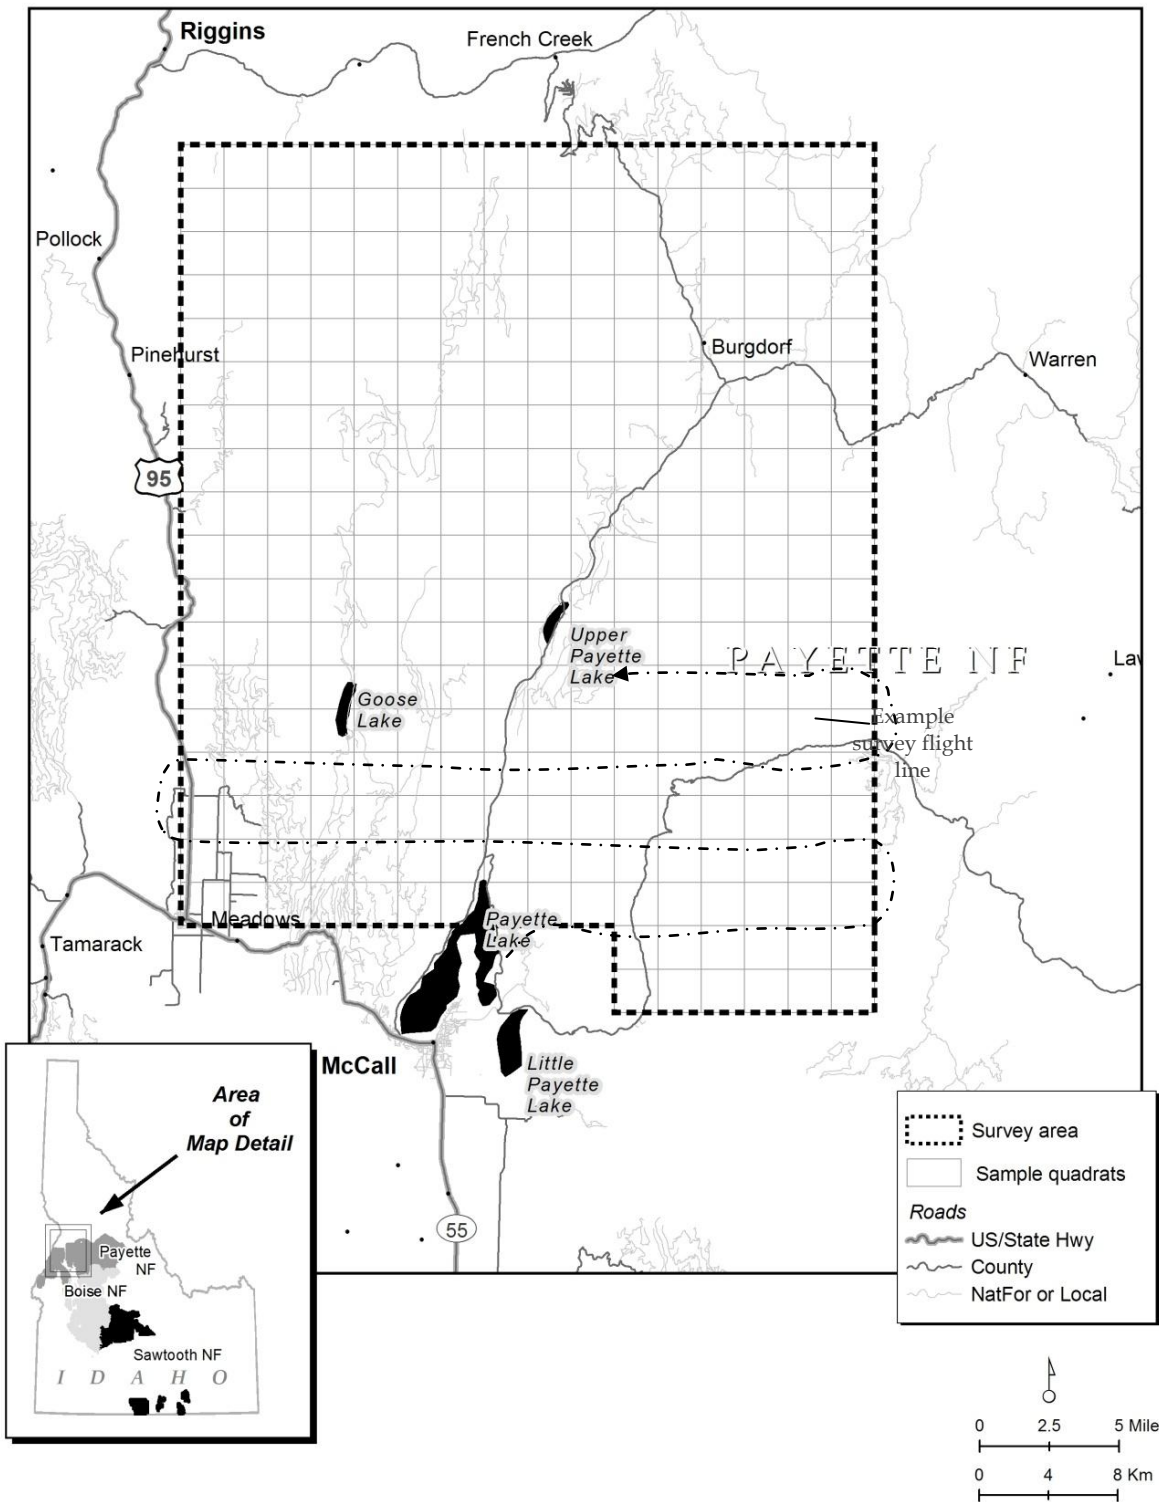 Riggins
French Creek
Pollock
Pinehurst
Burgdorf
Warren
95
Upper
Payette
Lake
PAYETTE NF
Goose
Lake
Example
survey flight
line
Meadows
Payette
Lake
Tamarack
McCall
Little
Payette
Lake
55
Area
of
Map Detail
Payette
NF
Boise NF
Sawtooth NF
IDAHO
Survey area
Sample quadrats
Roads
US/State Hwy
County
NatFor or Local
0 2.5 5 Mile
0 4 8 Km